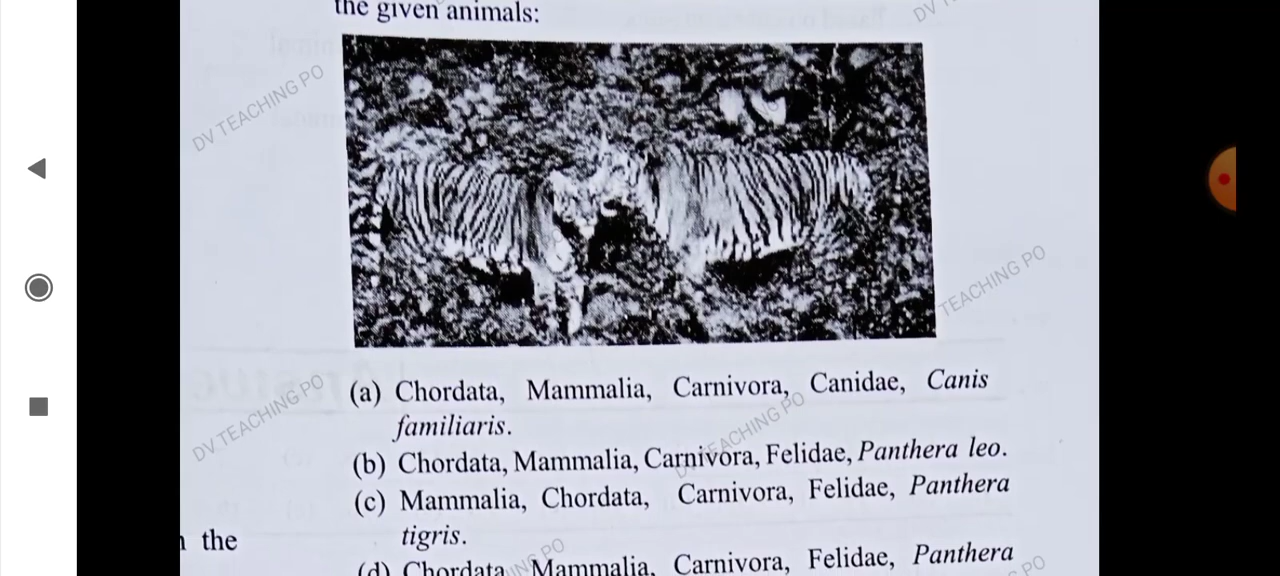 the given animals:
DV TEACHING PO
TEACHING PO
DV TEACHING PO
TEACHING PO
(a) Chordata, Mammalia, Carnivora, Canidae, Canis
familiaris.
(b) Chordata, Mammalia, Carnivora, Felidae, Panthera leo.
(c) Mammalia, Chordata, Carnivora, Felidae, Panthera
tigris.
the
(d) Chordata, Mammalia, Carnivora, Felidae, Panthera